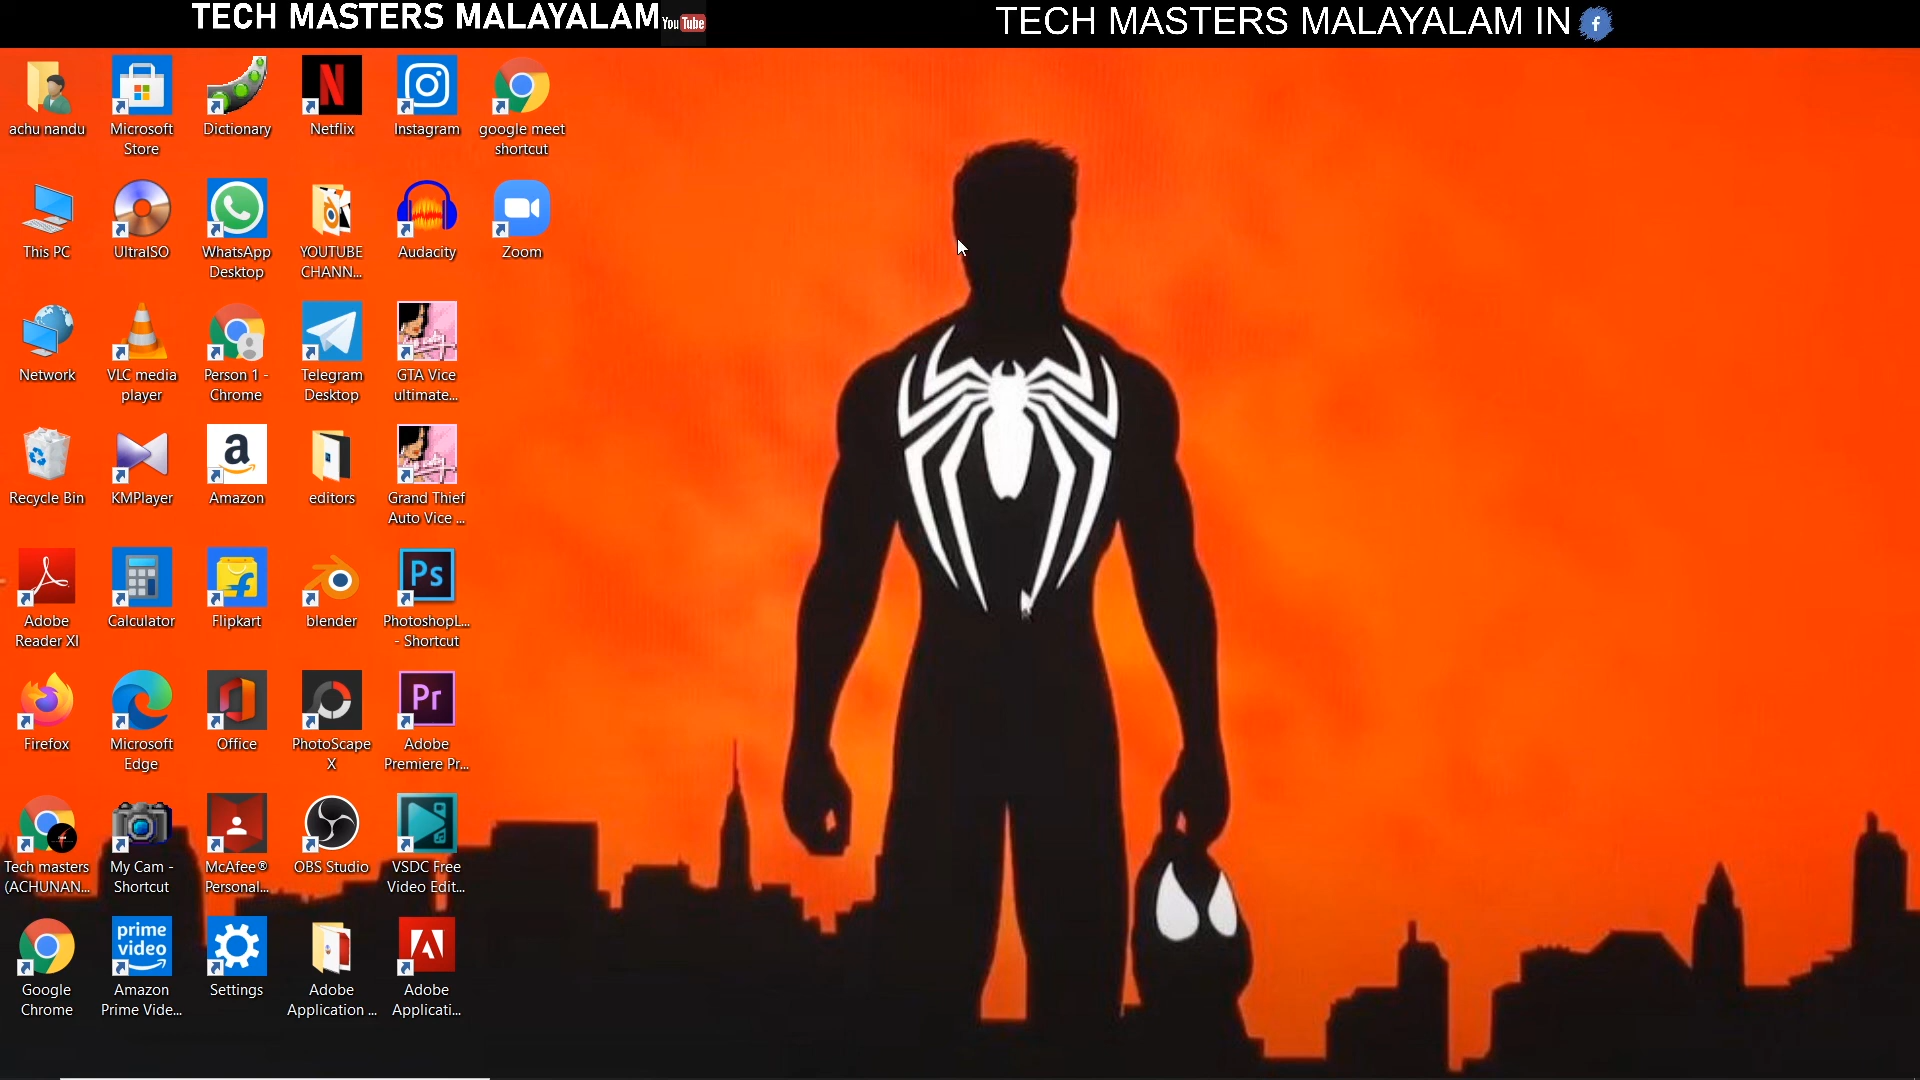 TECH MASTERS MALAYALAM You Tube
TECH MASTERS MALAYALAM IN f
achu nandu
Microsoft
Store
Dictionary
Netflix
Instagram
google meet
shortcut
This PC
UltraISO
WhatsApp
Desktop
YOUTUBE
CHANN...
Audacity
Zoom
Network
VLC media
player
Person 1 -
Chrome
Telegram
Desktop
GTA Vice
ultimate...
Recycle Bin
KMPlayer
a
Amazon
editors
Grand Thief
Auto Vice ...
Adobe
Reader XI
Calculator
Flipkart
blender
Ps
PhotoshopL...
- Shortcut
Firefox
Microsoft
Edge
Office
PhotoScape
X
Pr
Adobe
Premiere Pr...
Tech masters
(ACHUNAN...
My Cam -
Shortcut
McAfee®
Personal...
OBS Studio
VSDC Free
Video Edit...
Google
Chrome
prime
video
Amazon
Prime Vide...
Settings
Adobe
Application ...
Adobe
Applicati...